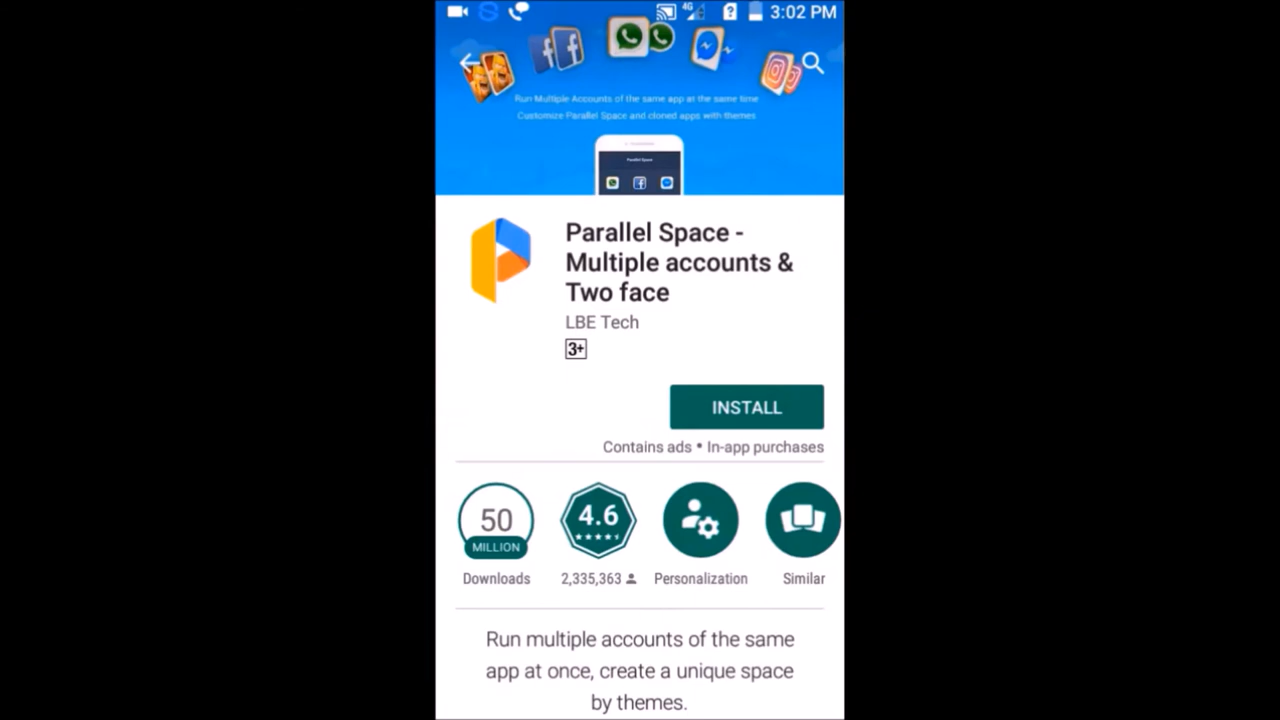 4G
3:02 PM
Run Multiple Accounts of the same app at the same time
Customize Parallel Space and cloned apps with themes
Parallel Space
Parallel Space -
Multiple accounts &
Two face
LBE Tech
3+
INSTALL
Contains ads • In-app purchases
50
MILLION
4.6
Downloads
2,335,363
Personalization
Similar
Run multiple accounts of the same
app at once, create a unique space
by themes.